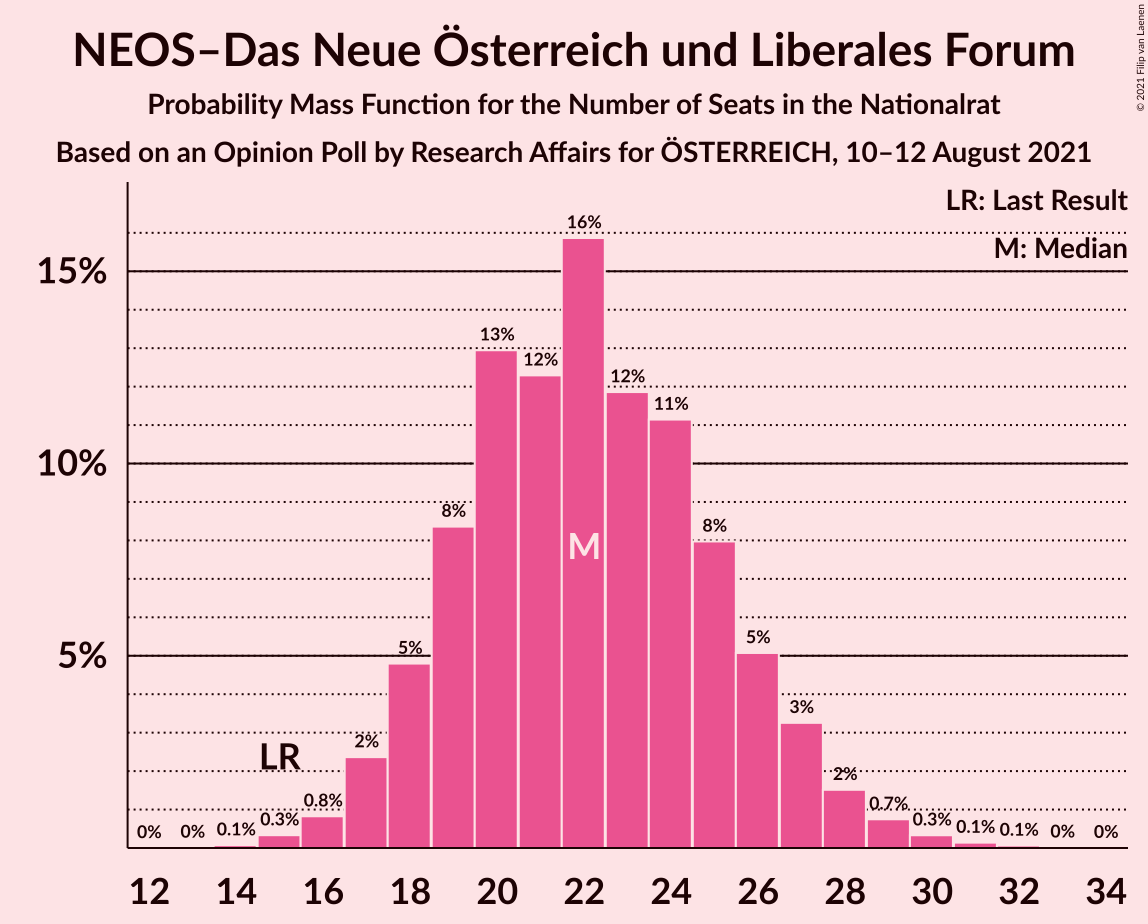 NEOS–Das Neue Österreich und Liberales Forum
Probability Mass Function for the Number of Seats in the Nationalrat
Based on an Opinion Poll by Research Affairs for ÖSTERREICH, 10–12 August 2021
© 2021 Filip van Laenen
LR: Last Result
M: Median
15%
10%
5%
0%
0%
0.1%
0.3%
0.8%
2%
5%
8%
13%
12%
16%
12%
11%
8%
5%
3%
2%
0.7%
0.3%
0.1%
0.1%
0%
0%
LR
M
12 14 16 18 20 22 24 26 28 30 32 34